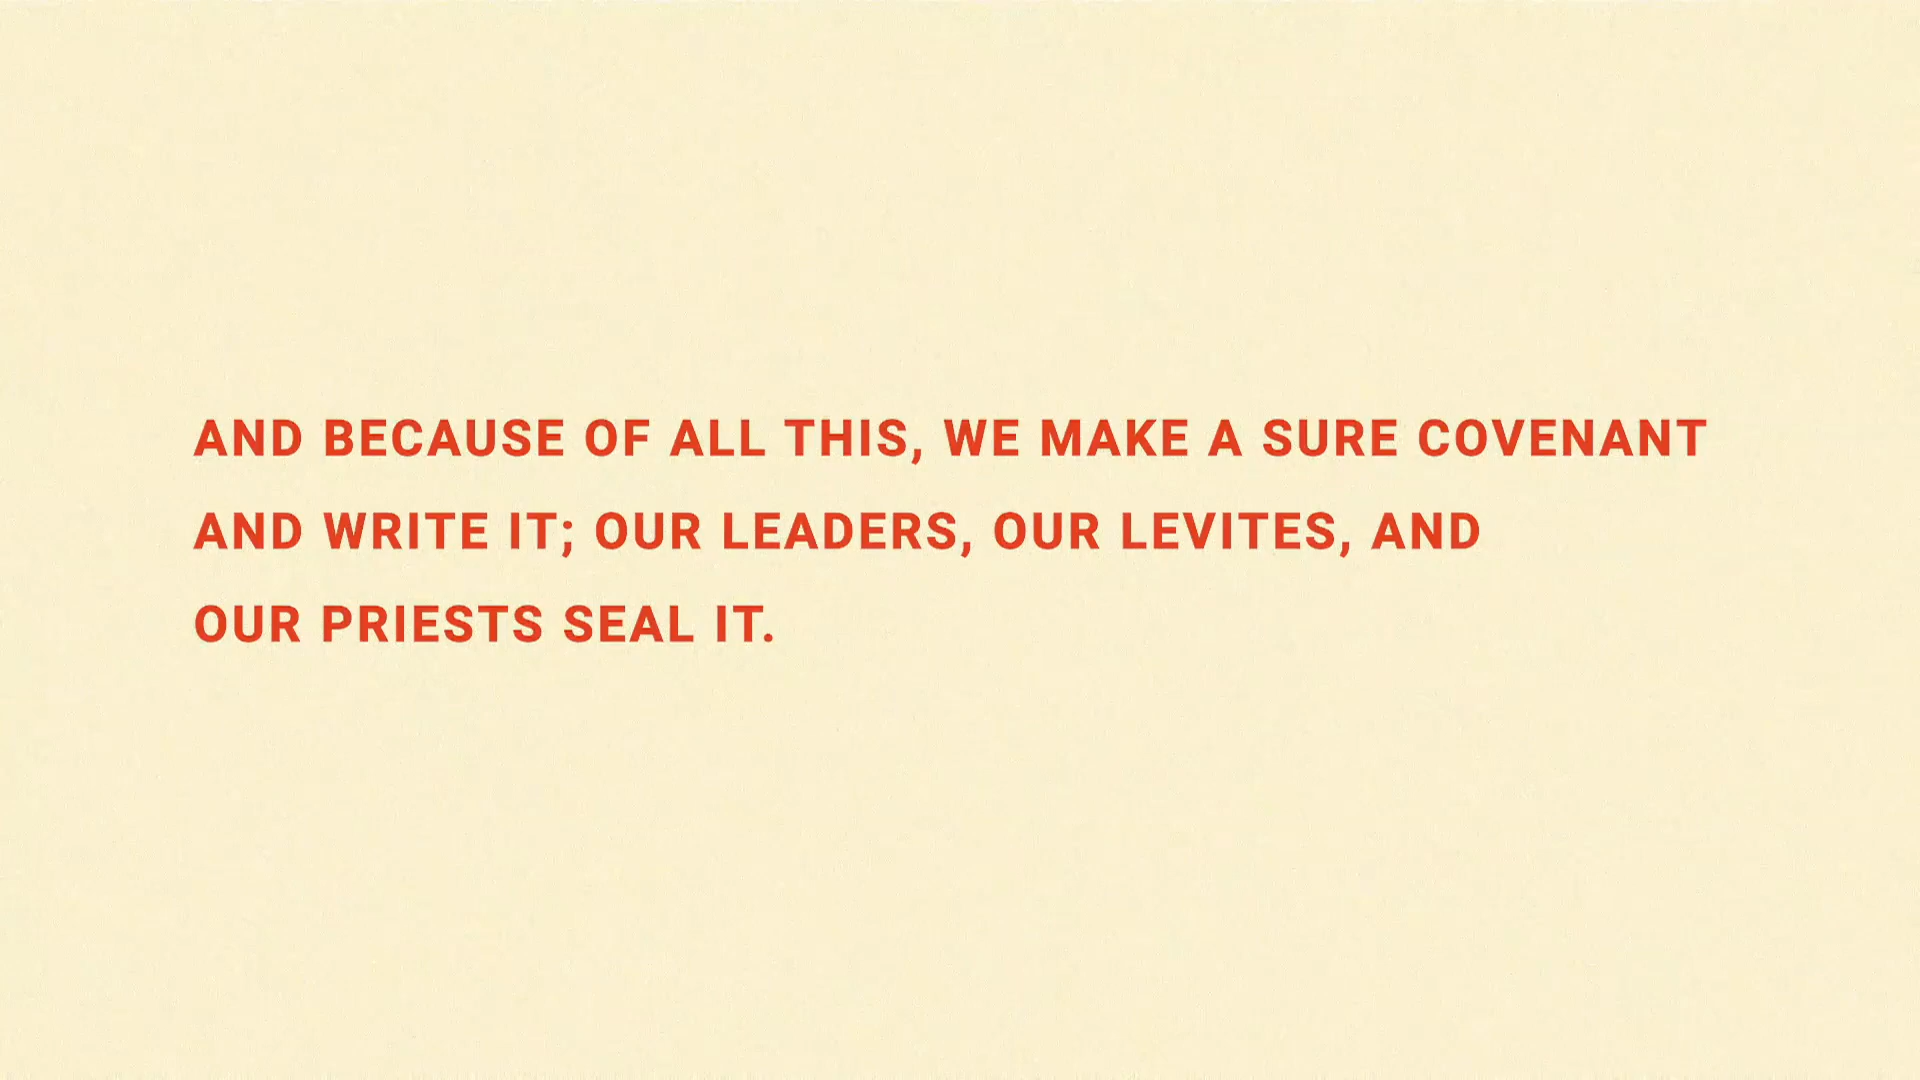 AND BECAUSE OF ALL THIS, WE MAKE A SURE COVENANT
AND WRITE IT; OUR LEADERS, OUR LEVITES, AND
OUR PRIESTS SEAL IT.